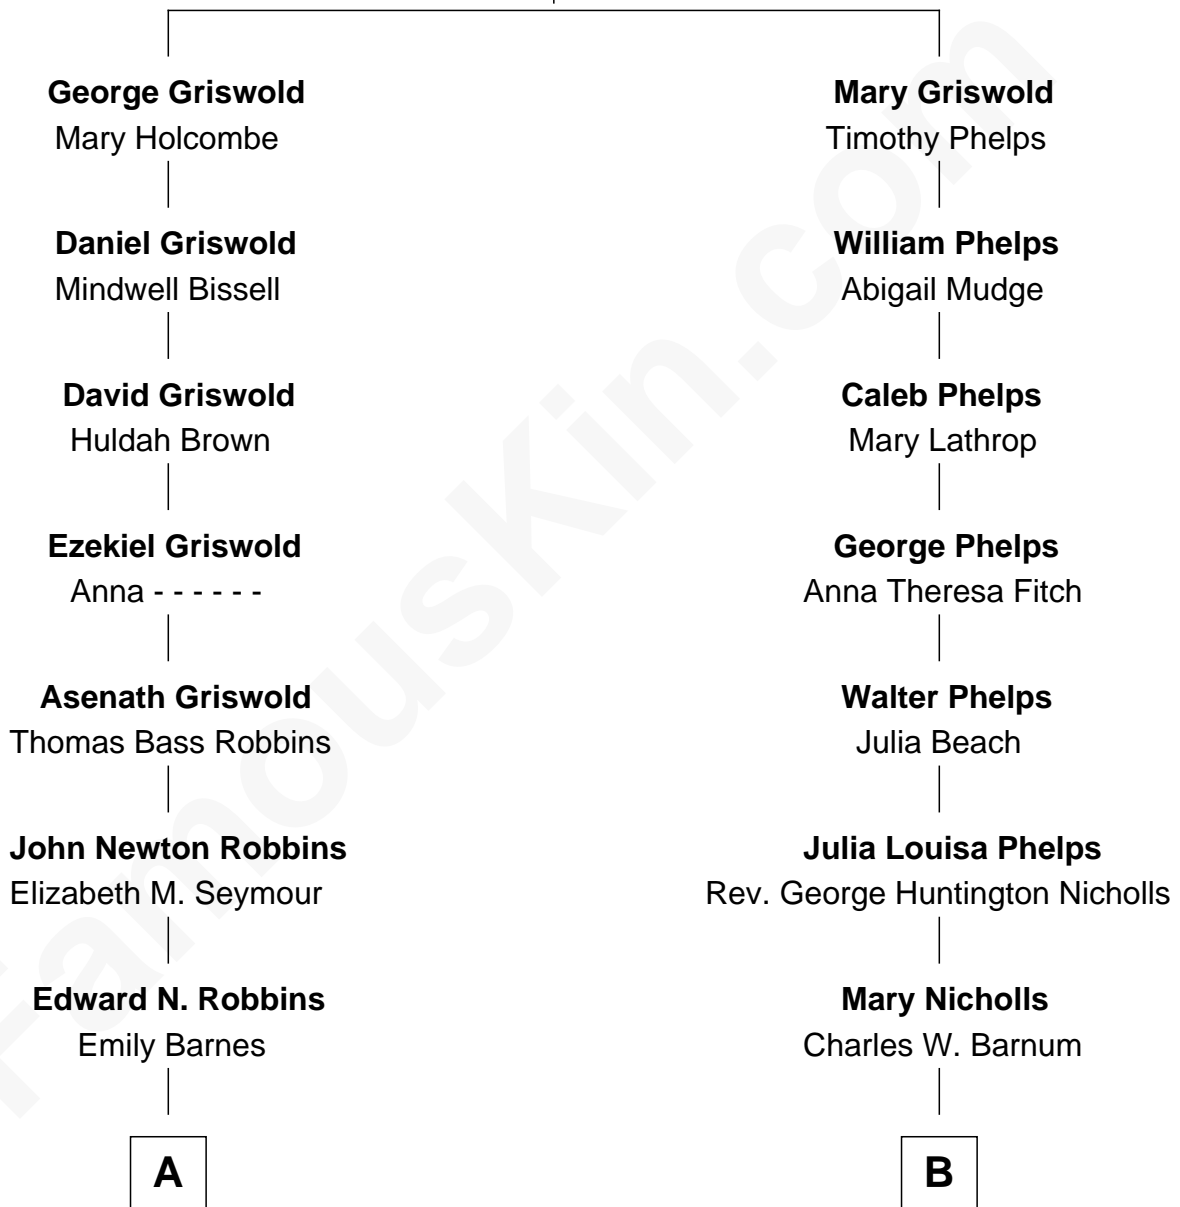 George Griswold
Mary Holcombe
Daniel Griswold
Mindwell Bissell
David Griswold
Huldah Brown
Ezekiel Griswold
Anna - - - - - -
Asenath Griswold
Thomas Bass Robbins
John Newton Robbins
Elizabeth M. Seymour
Edward N. Robbins
Emily Barnes
A
Mary Griswold
Timothy Phelps
William Phelps
Abigail Mudge
Caleb Phelps
Mary Lathrop
George Phelps
Anna Theresa Fitch
Walter Phelps
Julia Beach
Julia Louisa Phelps
Rev. George Huntington Nicholls
Mary Nicholls
Charles W. Barnum
B
FamousKin.com